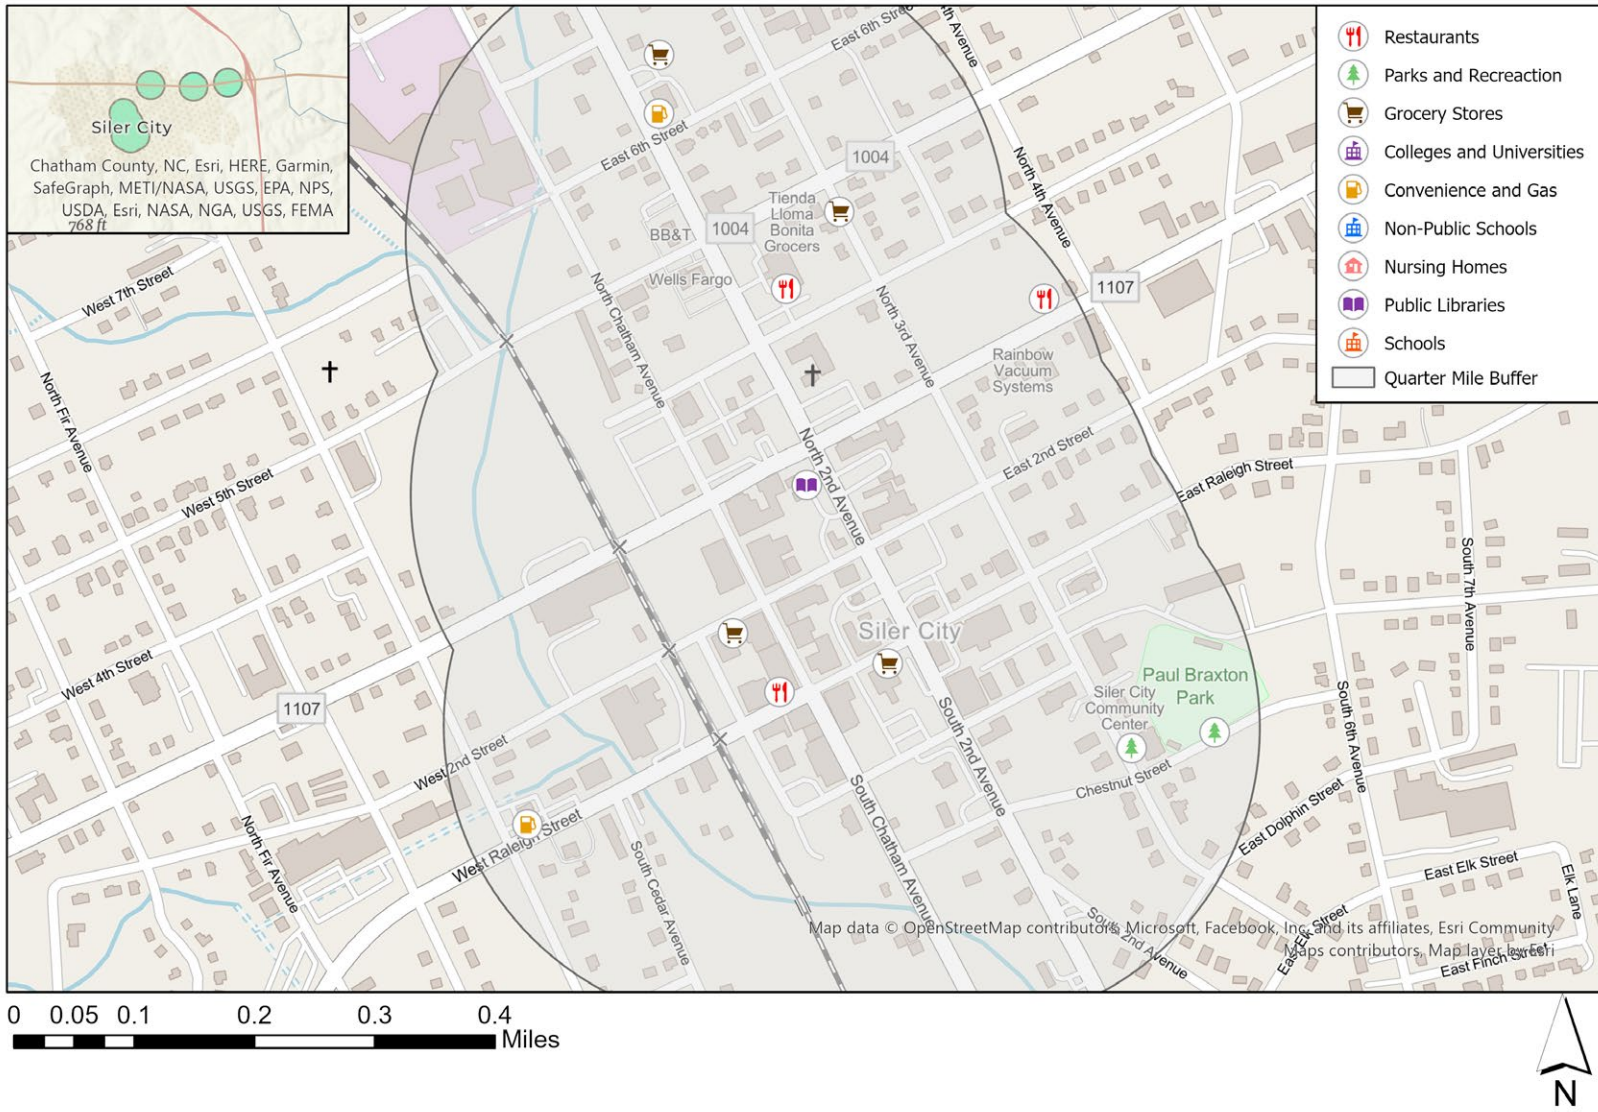 Siler City
Chatham County, NC, Esri, HERE, Garmin,
SafeGraph, METI/NASA, USGS, EPA, NPS,
USDA, Esri, NASA, NGA, USGS, FEMA
768 ft
Restaurants
Parks and Recreaction
Grocery Stores
Colleges and Universities
Convenience and Gas
Non-Public Schools
Nursing Homes
Public Libraries
Schools
Quarter Mile Buffer
East 6th Street
4th Avenue
East 6th Street
1004
North 4th Avenue
Tienda
Lloma
Bonita
Grocers
1004
BB&T
Wells Fargo
West 7th Street
North Chatham Avenue
North 3rd Avenue
1107
Rainbow
Vacuum
Systems
North Fir Avenue
West 5th Street
North 2nd Avenue
East 2nd Street
East Raleigh Street
South 7th Avenue
Siler City
West 4th Street
Paul Braxton
Park
Siler City
Community
Center
1107
South 6th Avenue
West 2nd Street
South 2nd Avenue
Chestnut Street
East Dolphin Street
North Fir Avenue
West Raleigh Street
South Cedar Avenue
South Chatham Avenue
East Elk Street
Elk Lane
South 2nd Avenue
East Elk Street
East Finch Street
Map data © OpenStreetMap contributors, Microsoft, Facebook, Inc. and its affiliates, Esri Community
Maps contributors, Map layer by Esri
0 0.05 0.1 0.2 0.3 0.4
Miles
N